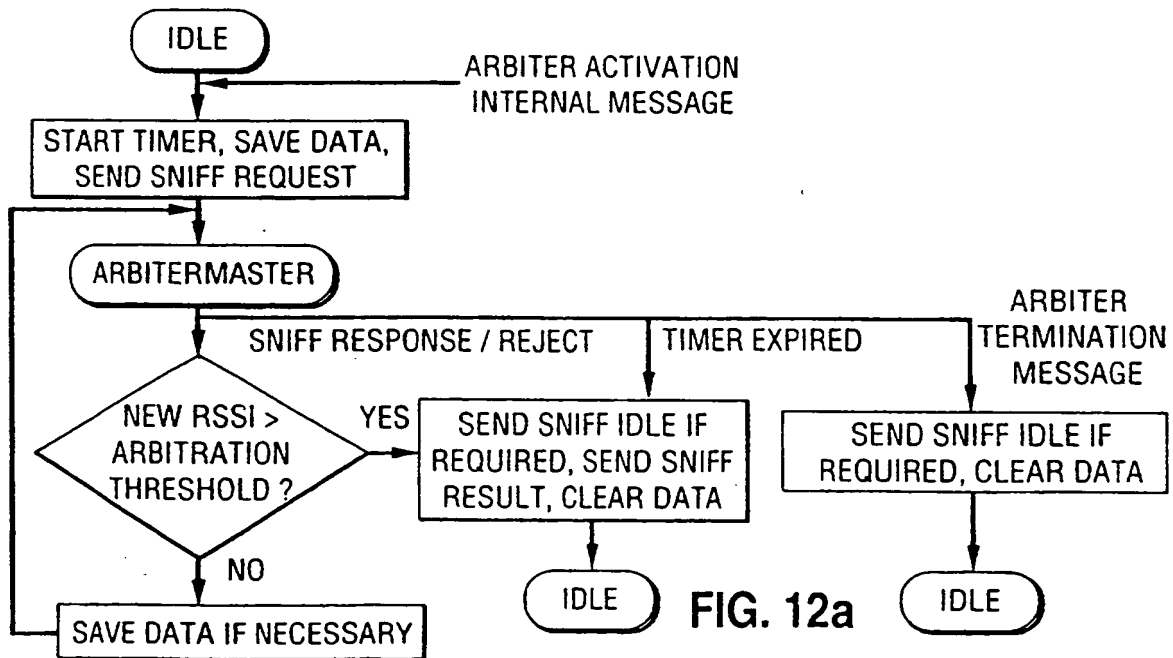 IDLE
ARBITER ACTIVATION
INTERNAL MESSAGE
START TIMER, SAVE DATA,
SEND SNIFF REQUEST
ARBITERMASTER
SNIFF RESPONSE / REJECT
TIMER EXPIRED
ARBITER
TERMINATION
MESSAGE
NEW RSSI >
ARBITRATION
THRESHOLD ?
YES
SEND SNIFF IDLE IF
REQUIRED, SEND SNIFF
RESULT, CLEAR DATA
SEND SNIFF IDLE IF
REQUIRED, CLEAR DATA
NO
SAVE DATA IF NECESSARY
IDLE
FIG. 12a
IDLE